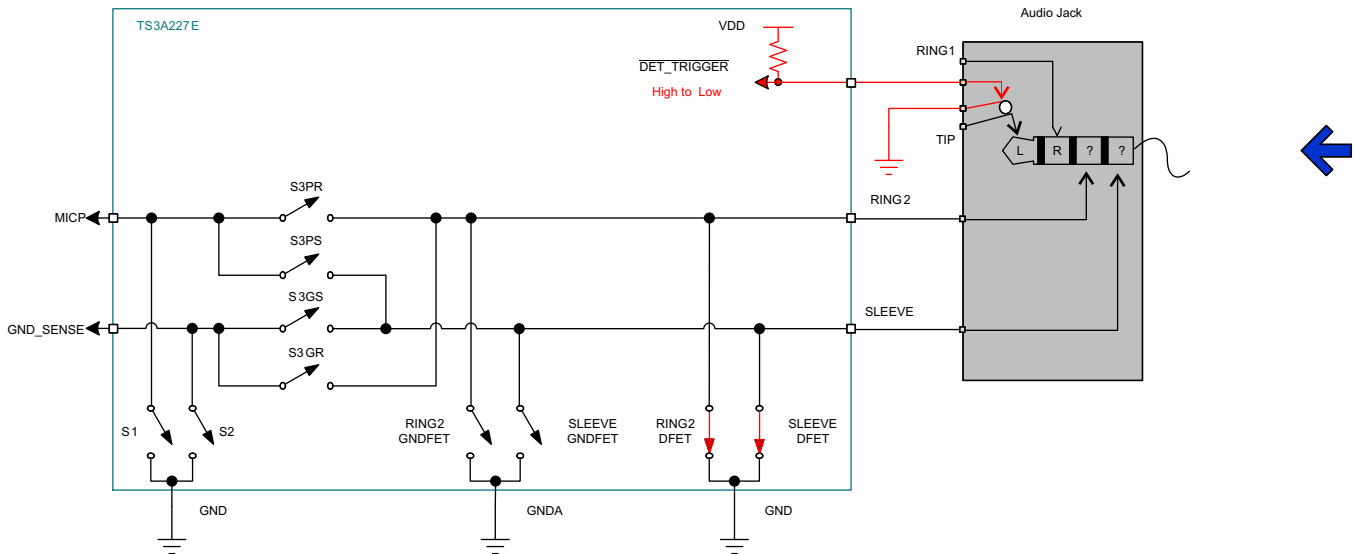 Audio Jack
TS3A227E
VDD
DET_TRIGGER
High to Low
RING1
TIP
L
R
?
?
S3PR
MICP
RING2
S3PS
S3GS
GND_SENSE
SLEEVE
S3GR
S1
S2
RING2
GNDFET
SLEEVE
GNDFET
RING2
DFET
SLEEVE
DFET
GND
GNDA
GND